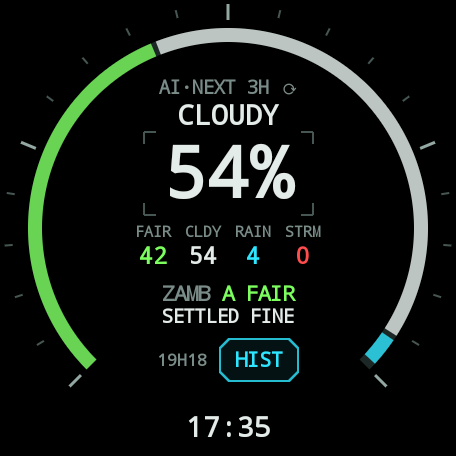 AI·NEXT 3H ⟳
CLOUDY
54%
FAIR CLDY RAIN STRM
42 54 4 0
ZAMB A FAIR
SETTLED FINE
19H18 HIST
17:35